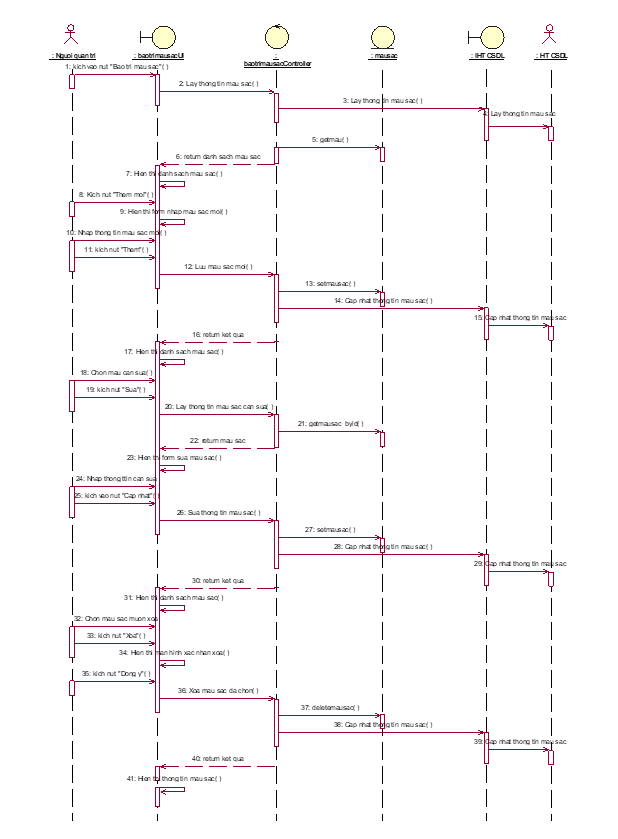 : Nguoi quan tri
: baotrimausacUI
:
baotrimausacController
: mausac
: IHT CSDL
: HT CSDL
1: kich vao nut "Bao tri mau sac"( )
2: Lay thong tin mau sac( )
3: Lay thong tin mau sac( )
4: Lay thong tin mau sac
5: getmau( )
6: return danh sach mau sac
7: Hien thi danh sach mau sac( )
8: Kich nut "Them moi"( )
9: Hien thi form nhap mau sac moi( )
10: Nhap thong tin mau sac moi( )
11: kich nut "Them"( )
12: Luu mau sac moi( )
13: setmausac( )
14: Cap nhat thong tin mau sac( )
15: Cap nhat thong tin mau sac
16: return ket qua
17: Hien thi danh sach mau sac( )
18: Chon mau can sua( )
19: kich nut "Sua"( )
20: Lay thong tin mau sac can sua( )
21: getmausac_byId( )
22: return mau sac
23: Hien thi form sua mau sac( )
24: Nhap thong ttin can sua
25: kich vao nut "Cap nhat"( )
26: Sua thong tin mau sac( )
27: setmausac( )
28: Cap nhat thong tin mau sac( )
29: Cap nhat thong tin mau sac
30: return ket qua
31: Hien thi danh sach mau sac( )
32: Chon mau sac muon xoa
33: kich nut "Xoa"( )
34: Hien thi man hinh xac nhan xoa( )
35: kich nut "Dong y"( )
36: Xoa mau sac da chon( )
37: deletemausac( )
38: Cap nhat thong tin mau sac( )
39: Cap nhat thong tin mau sac
40: return ket qua
41: Hien thi thong tin mau sac( )